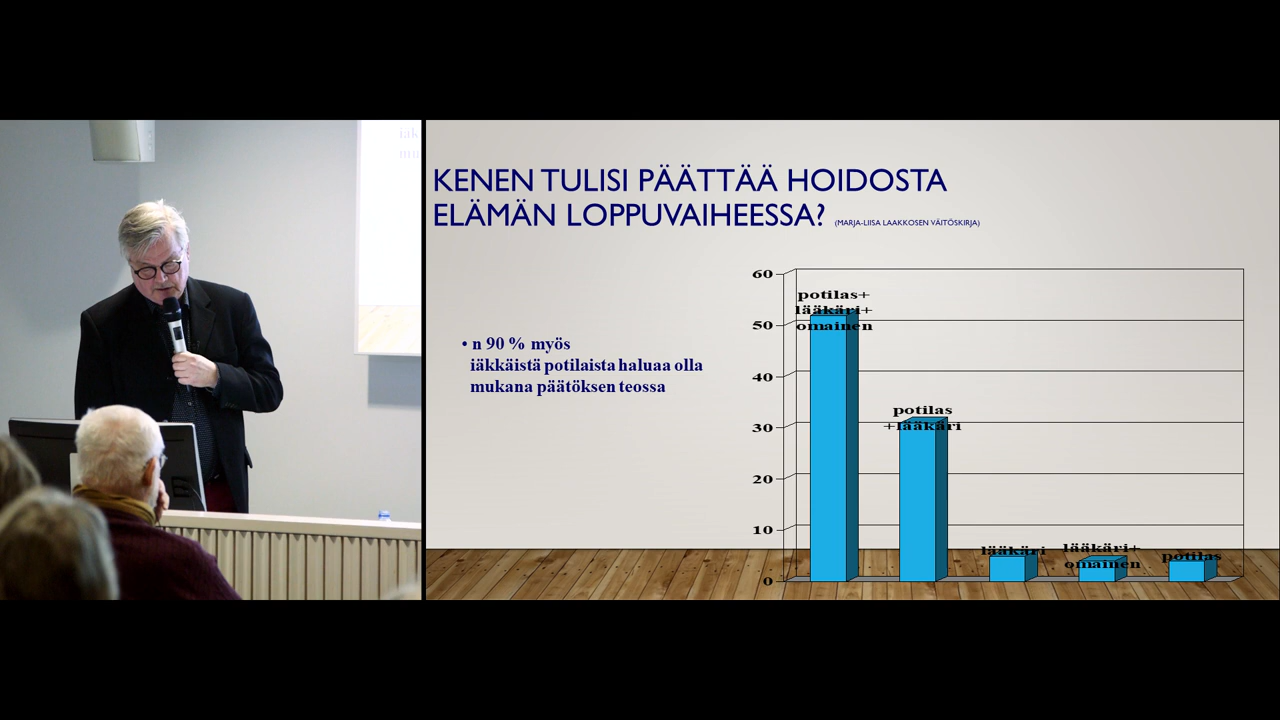 KENEN TULISI PÄÄTTÄÄ HOIDOSTA
ELÄMÄN LOPPUVAIHEESSA? (MARJA-LIISA LAAKKOSEN VÄITÖSKIRJA)
• n 90 % myös
iäkkäistä potilaista haluaa olla
mukana päätöksen teossa
60
50
40
30
20
10
0
potilas+
lääkäri+
omainen
potilas
+lääkäri
lääkäri
lääkäri+
omainen
potilas